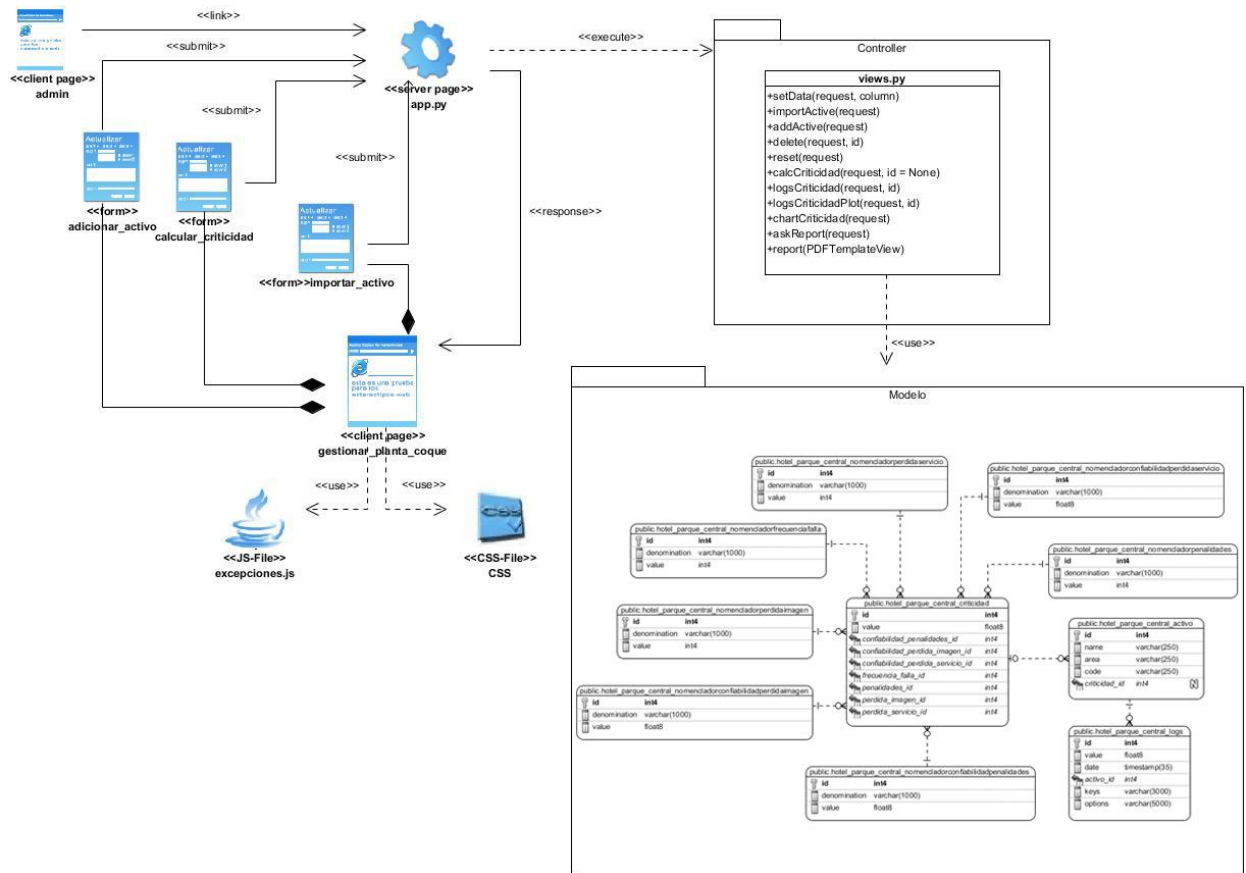 <<link>>
<<client page>>
admin
<<submit>>
<<server page>>
app.py
<<execute>>
<<submit>>
<<submit>>
<<response>>
Actualizar
<<form>>
adicionar_activo
Actualizar
<<form>>
calcular_criticidad
Actualizar
<<form>>importar_activo
esto es una prueba
para los
estereotipos web
<<client page>>
gestionar_planta_coque
<<use>>
<<use>>
<<JS-File>>
excepciones.js
CSS
<<CSS-File>>
CSS
Controller
views.py
+setData(request, column)
+importActive(request)
+addActive(request)
+delete(request, id)
+reset(request)
+calcCriticidad(request, id = None)
+logsCriticidad(request, id)
+logsCriticidadPlot(request, id)
+chartCriticidad(request)
+askReport(request)
+report(PDFTemplateView)
<<use>>
Modelo
public.hotel_parque_central_nomencladorperdidaservicio
id int4
denomination varchar(1000)
value int4
public.hotel_parque_central_nomencladorconfiabilidadperdidaservicio
id int4
denomination varchar(1000)
value float8
public.hotel_parque_central_nomencladorfrecuenciafalla
id int4
denomination varchar(1000)
value int4
public.hotel_parque_central_nomencladorpenalidades
id int4
denomination varchar(1000)
value int4
public.hotel_parque_central_nomencladorperdidaimagen
id int4
denomination varchar(1000)
value int4
public.hotel_parque_central_criticidad
id int4
value float8
confiabilidad_penalidades_id int4
confiabilidad_perdida_imagen_id int4
confiabilidad_perdida_servicio_id int4
frecuencia_falla_id int4
penalidades_id int4
perdida_imagen_id int4
perdida_servicio_id int4
public.hotel_parque_central_activo
id int4
name varchar(250)
area varchar(250)
code varchar(250)
criticidad_id int4 N
public.hotel_parque_central_nomencladorconfiabilidadperdidaimagen
id int4
denomination varchar(1000)
value float8
public.hotel_parque_central_logs
id int4
value float8
date timestamp(35)
activo_id int4
keys varchar(3000)
options varchar(5000)
public.hotel_parque_central_nomencladorconfiabilidadpenalidades
id int4
denomination varchar(1000)
value float8